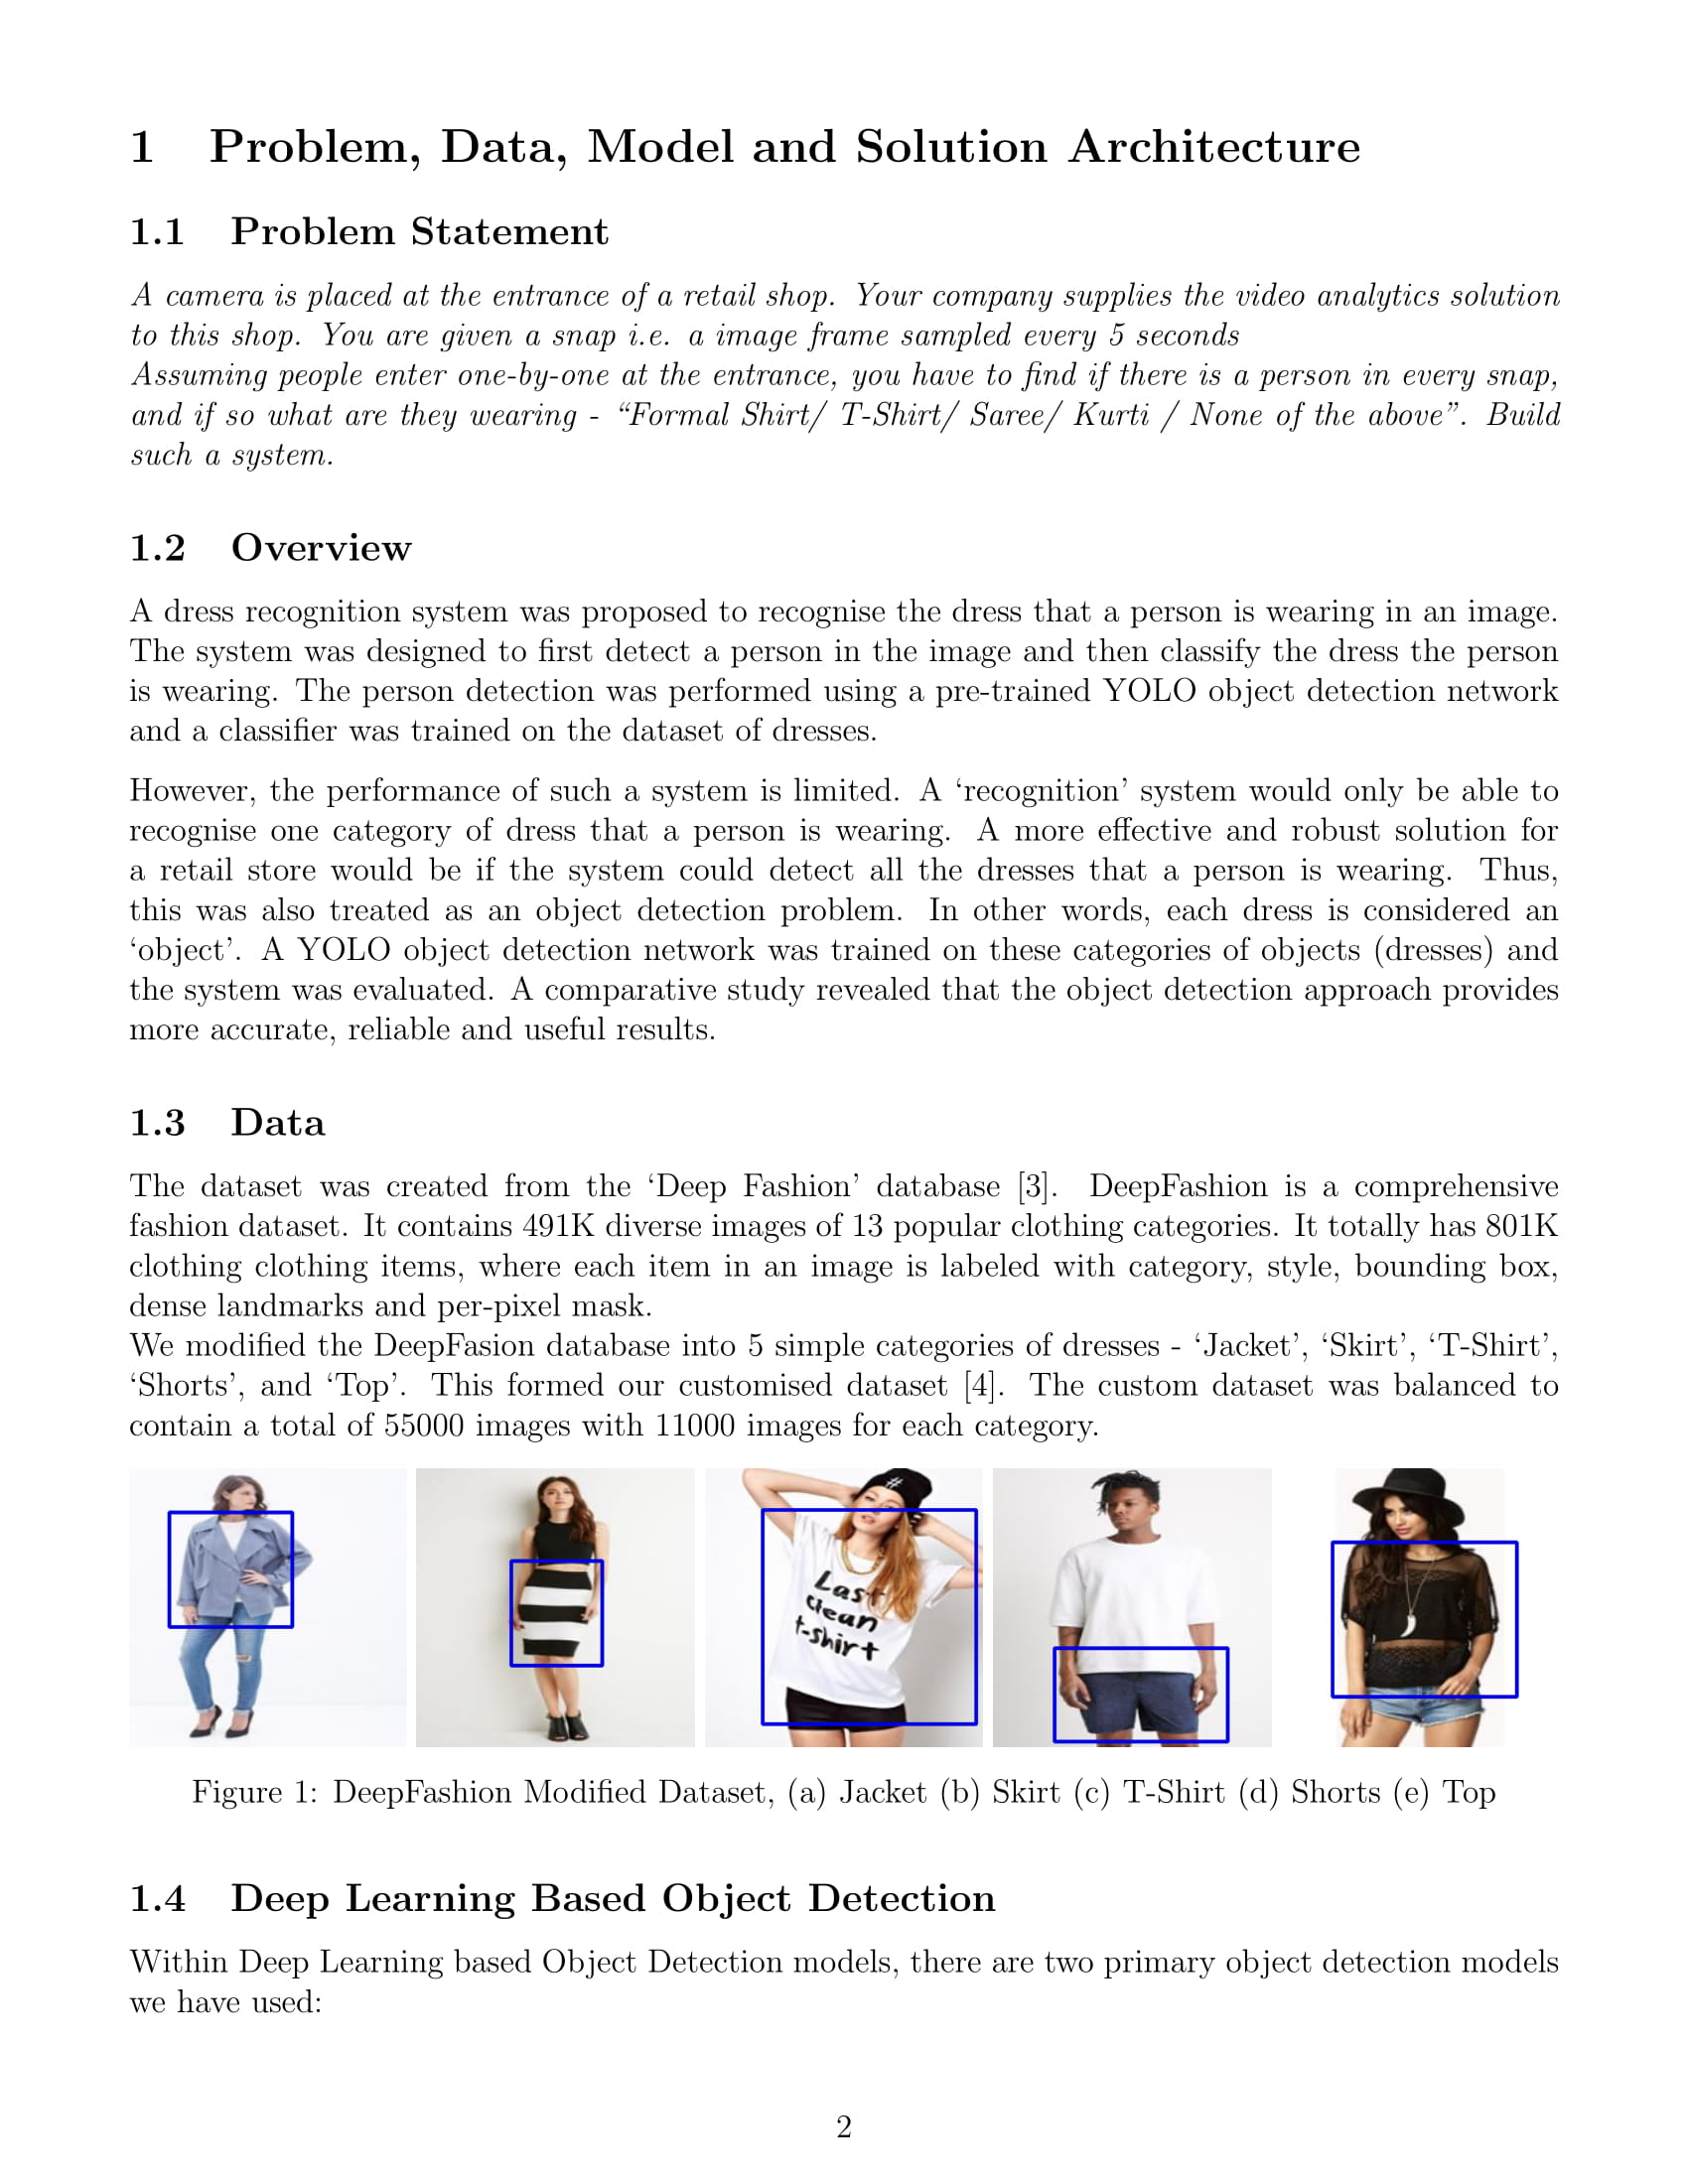 1 Problem, Data, Model and Solution Architecture
1.1 Problem Statement
A camera is placed at the entrance of a retail shop. Your company supplies the video analytics solution
to this shop. You are given a snap i.e. a image frame sampled every 5 seconds
Assuming people enter one-by-one at the entrance, you have to find if there is a person in every snap,
and if so what are they wearing - “Formal Shirt/ T-Shirt/ Saree/ Kurti / None of the above”. Build
such a system.
1.2 Overview
A dress recognition system was proposed to recognise the dress that a person is wearing in an image.
The system was designed to first detect a person in the image and then classify the dress the person
is wearing. The person detection was performed using a pre-trained YOLO object detection network
and a classifier was trained on the dataset of dresses.
However, the performance of such a system is limited. A ‘recognition’ system would only be able to
recognise one category of dress that a person is wearing. A more effective and robust solution for
a retail store would be if the system could detect all the dresses that a person is wearing. Thus,
this was also treated as an object detection problem. In other words, each dress is considered an
‘object’. A YOLO object detection network was trained on these categories of objects (dresses) and
the system was evaluated. A comparative study revealed that the object detection approach provides
more accurate, reliable and useful results.
1.3 Data
The dataset was created from the ‘Deep Fashion’ database [3]. DeepFashion is a comprehensive
fashion dataset. It contains 491K diverse images of 13 popular clothing categories. It totally has 801K
clothing clothing items, where each item in an image is labeled with category, style, bounding box,
dense landmarks and per-pixel mask.
We modified the DeepFasion database into 5 simple categories of dresses - ‘Jacket’, ‘Skirt’, ‘T-Shirt’,
‘Shorts’, and ‘Top’. This formed our customised dataset [4]. The custom dataset was balanced to
contain a total of 55000 images with 11000 images for each category.
#
Last
clean
t-shirt
Figure 1: DeepFashion Modified Dataset, (a) Jacket (b) Skirt (c) T-Shirt (d) Shorts (e) Top
1.4 Deep Learning Based Object Detection
Within Deep Learning based Object Detection models, there are two primary object detection models
we have used:
2